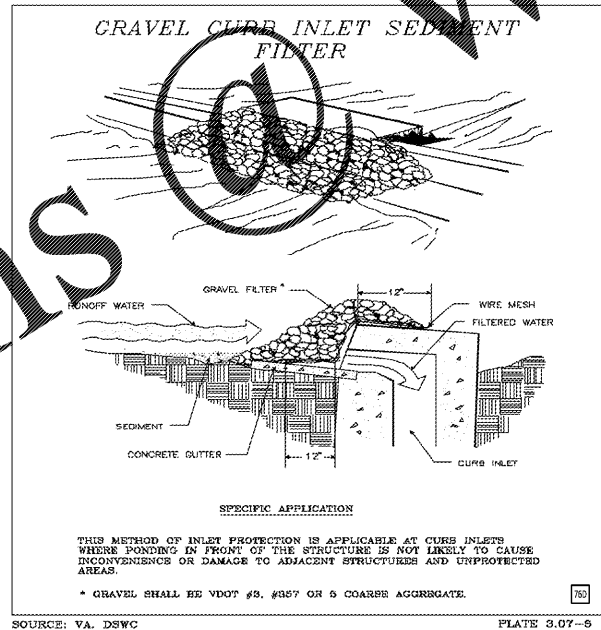 GRAVEL CURB INLET SEDIMENT
FILTER
GRAVEL FILTER *
12"
RUNOFF WATER
WIRE MESH
FILTERED WATER
SEDIMENT
CONCRETE GUTTER
12"
CURB INLET
SPECIFIC APPLICATION
THIS METHOD OF INLET PROTECTION IS APPLICABLE AT CURB INLETS
WHERE PONDING IN FRONT OF THE STRUCTURE IS NOT LIKELY TO CAUSE
INCONVENIENCE OR DAMAGE TO ADJACENT STRUCTURES AND UNPROTECTED
AREAS.
* GRAVEL SHALL BE VDOT #3, #357 OR 5 COARSE AGGREGATE.
76D
SOURCE: VA. DSWC
PLATE 3.07-6
ns @ w